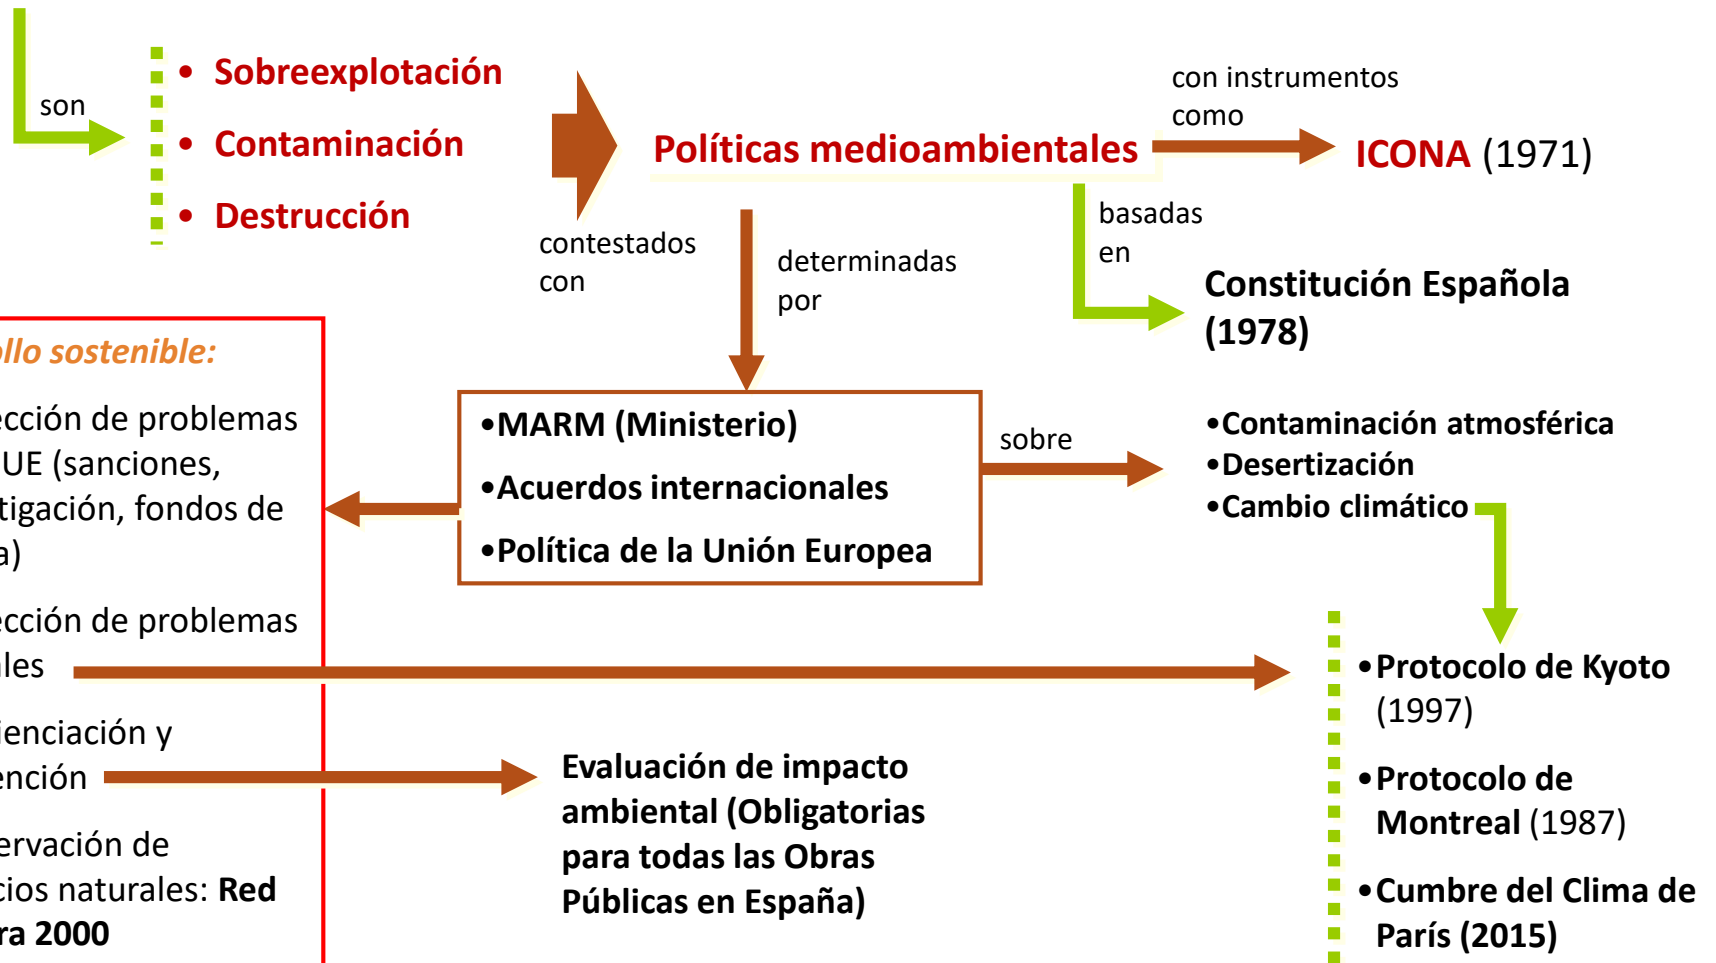 son
• Sobreexplotación
• Contaminación
• Destrucción
contestados
con
Políticas medioambientales
con instrumentos
como
ICONA (1971)
basadas
en
Constitución Española
(1978)
determinadas
por
•MARM (Ministerio)
•Acuerdos internacionales
•Política de la Unión Europea
sobre
•Contaminación atmosférica
•Desertización
•Cambio climático
•Protocolo de Kyoto
(1997)
•Protocolo de
Montreal (1987)
•Cumbre del Clima de
París (2015)
ollo sostenible:
ección de problemas
UE (sanciones,
tigación, fondos de
a)
ección de problemas
ales
ienciación y
ención
ervación de
cios naturales: Red
ra 2000
Evaluación de impacto
ambiental (Obligatorias
para todas las Obras
Públicas en España)